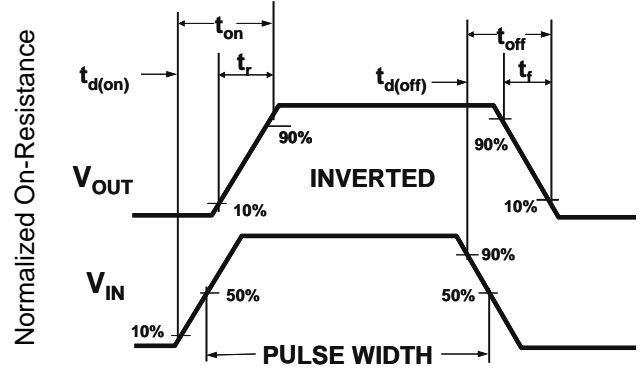 Normalized On-Resistance
t_on
t_off
t_d(on)
t_r
t_d(off)
t_f
90%
90%
V_OUT
INVERTED
10%
10%
90%
V_IN
50%
50%
10%
PULSE WIDTH